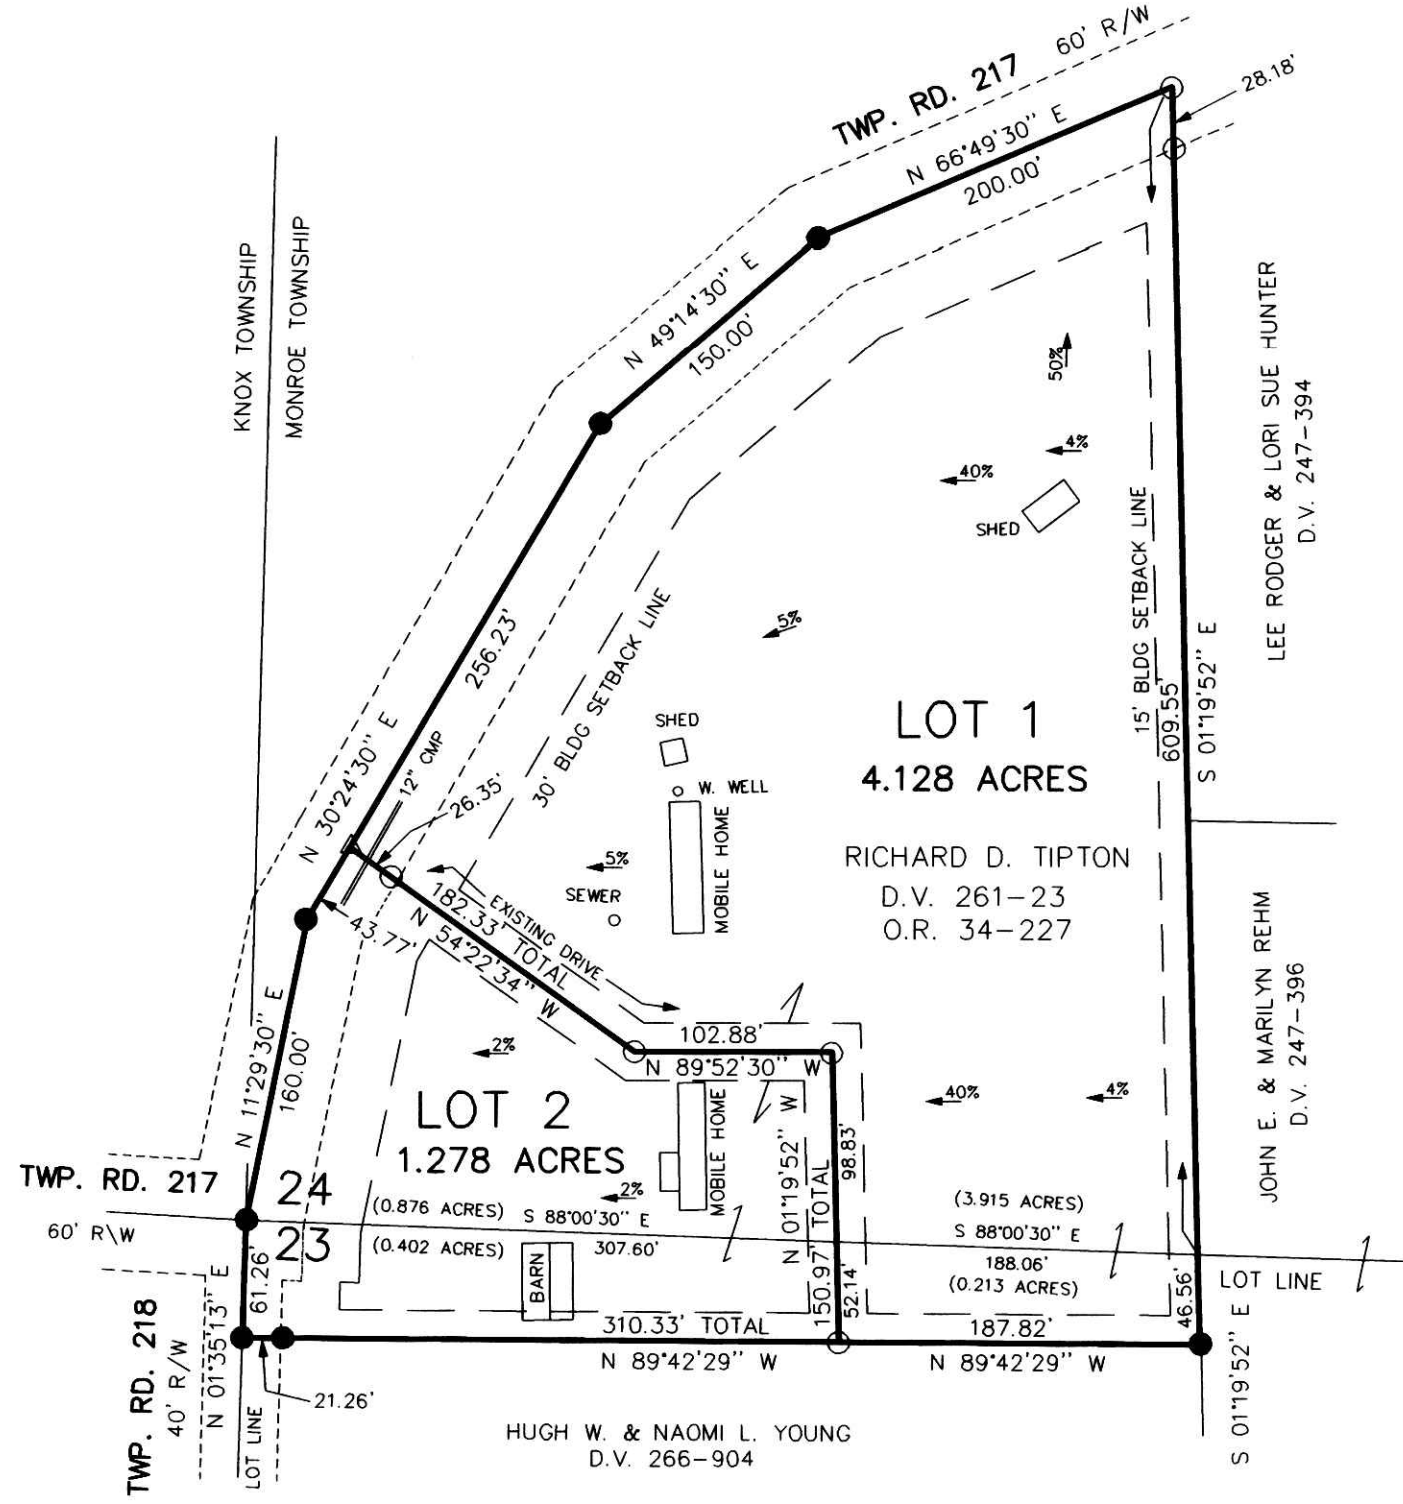 TWP. RD. 217 60' R/W
28.18'
N 66°49'30" E
200.00'
N 49°14'30" E
150.00'
KNOX TOWNSHIP
MONROE TOWNSHIP
LEE RODGER & LORI SUE HUNTER
D.V. 247-394
50%
4%
40%
SHED
15' BLDG SETBACK LINE
609.55'
S 01°19'52" E
256.23'
N 30°24'30" E
30' BLDG SETBACK LINE
5%
SHED
W. WELL
MOBILE HOME
LOT 1
4.128 ACRES
RICHARD D. TIPTON
D.V. 261-23
O.R. 34-227
12" CMP
26.35'
5%
SEWER
EXISTING DRIVE
182.33' TOTAL
N 54°22'34" W
43.77'
JOHN E. & MARILYN REHM
D.V. 247-396
N 11°29'30" E
160.00'
102.88'
N 89°52'30" W
2%
LOT 2
1.278 ACRES
MOBILE HOME
2%
N 01°19'52" W
150.97' TOTAL
98.83'
52.14'
40%
4%
TWP. RD. 217
60' R\W
24
23
(0.876 ACRES)
S 88°00'30" E
(0.402 ACRES)
307.60'
BARN
(3.915 ACRES)
S 88°00'30" E
188.06'
(0.213 ACRES)
46.56'
LOT LINE
61.26'
N 01°35'13" E
310.33' TOTAL
N 89°42'29" W
187.82'
N 89°42'29" W
S 01°19'52" E
21.26'
TWP. RD. 218
40' R/W
LOT LINE
HUGH W. & NAOMI L. YOUNG
D.V. 266-904